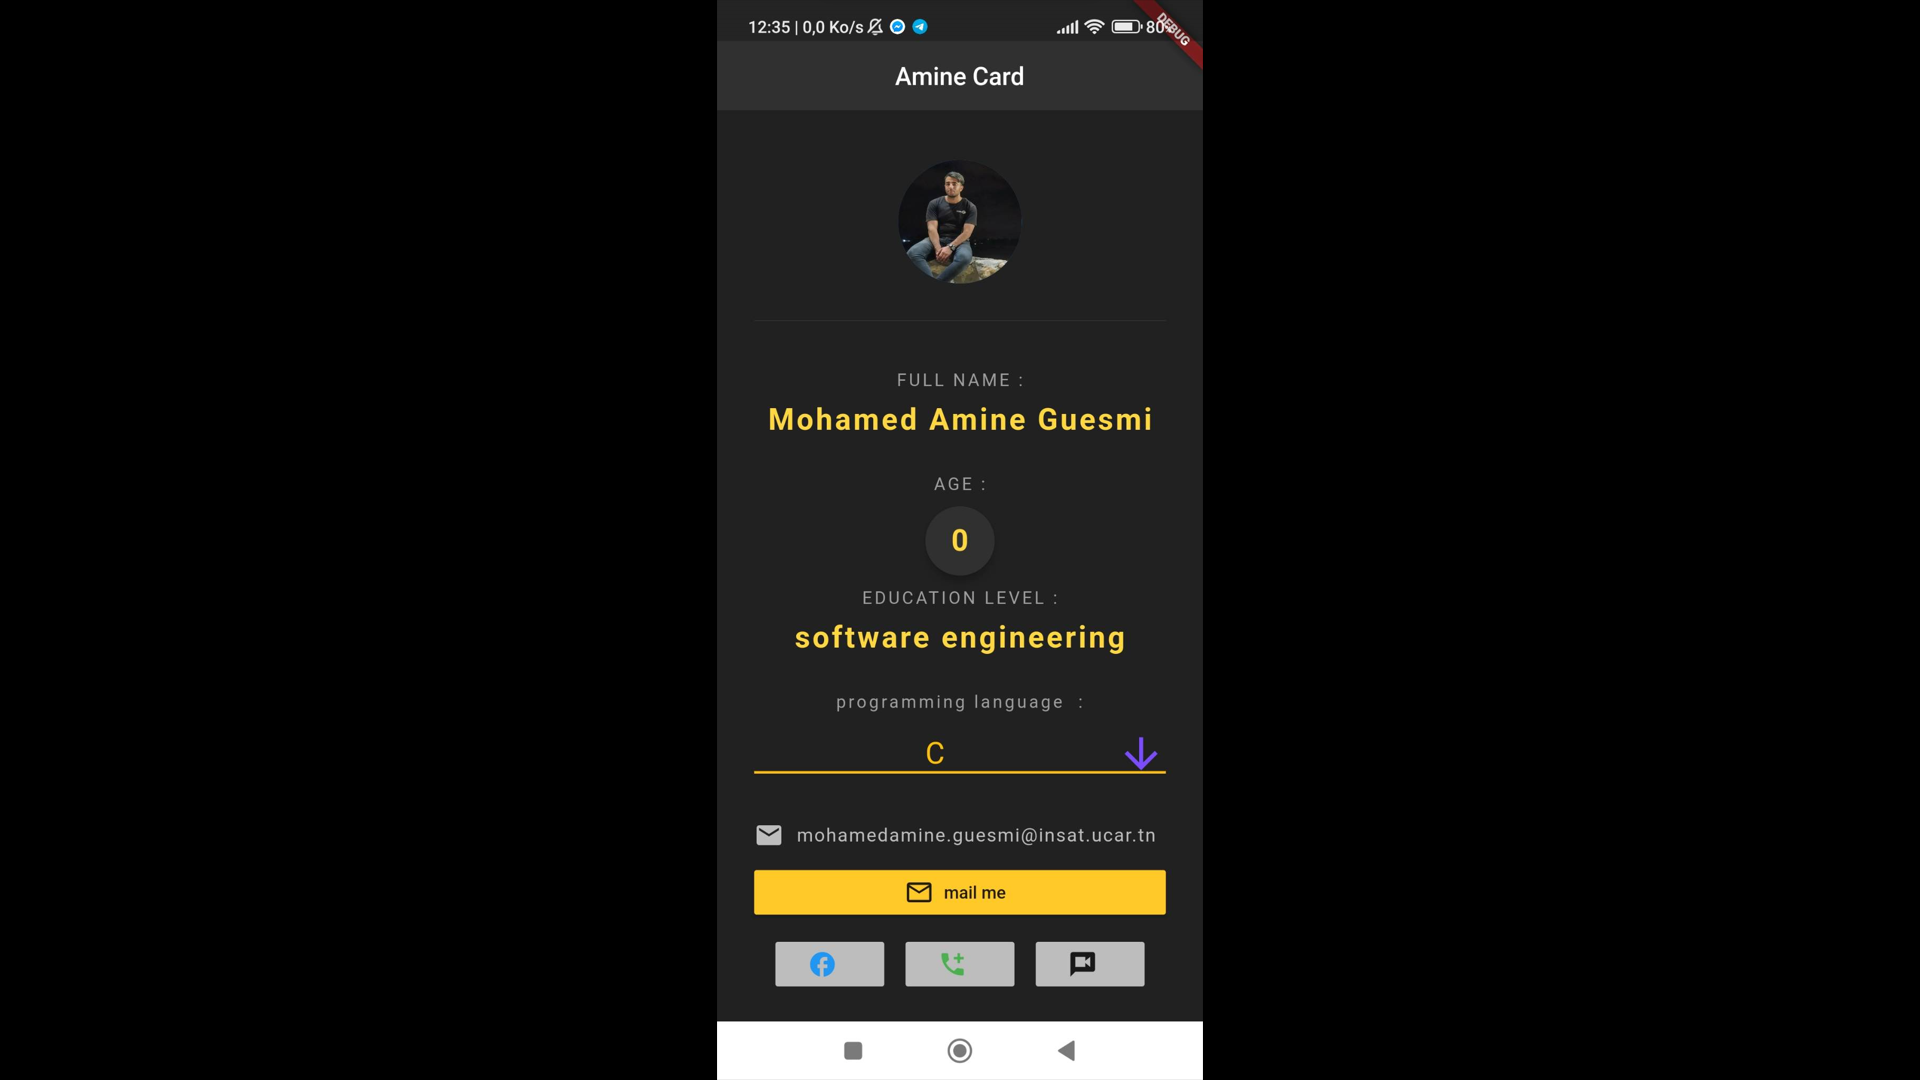 12:35 | 0,0 Ko/s
80
DEBUG
Amine Card
FULL NAME :
Mohamed Amine Guesmi
AGE :
0
EDUCATION LEVEL :
software engineering
programming language  :
C
mohamedamine.guesmi@insat.ucar.tn
mail me